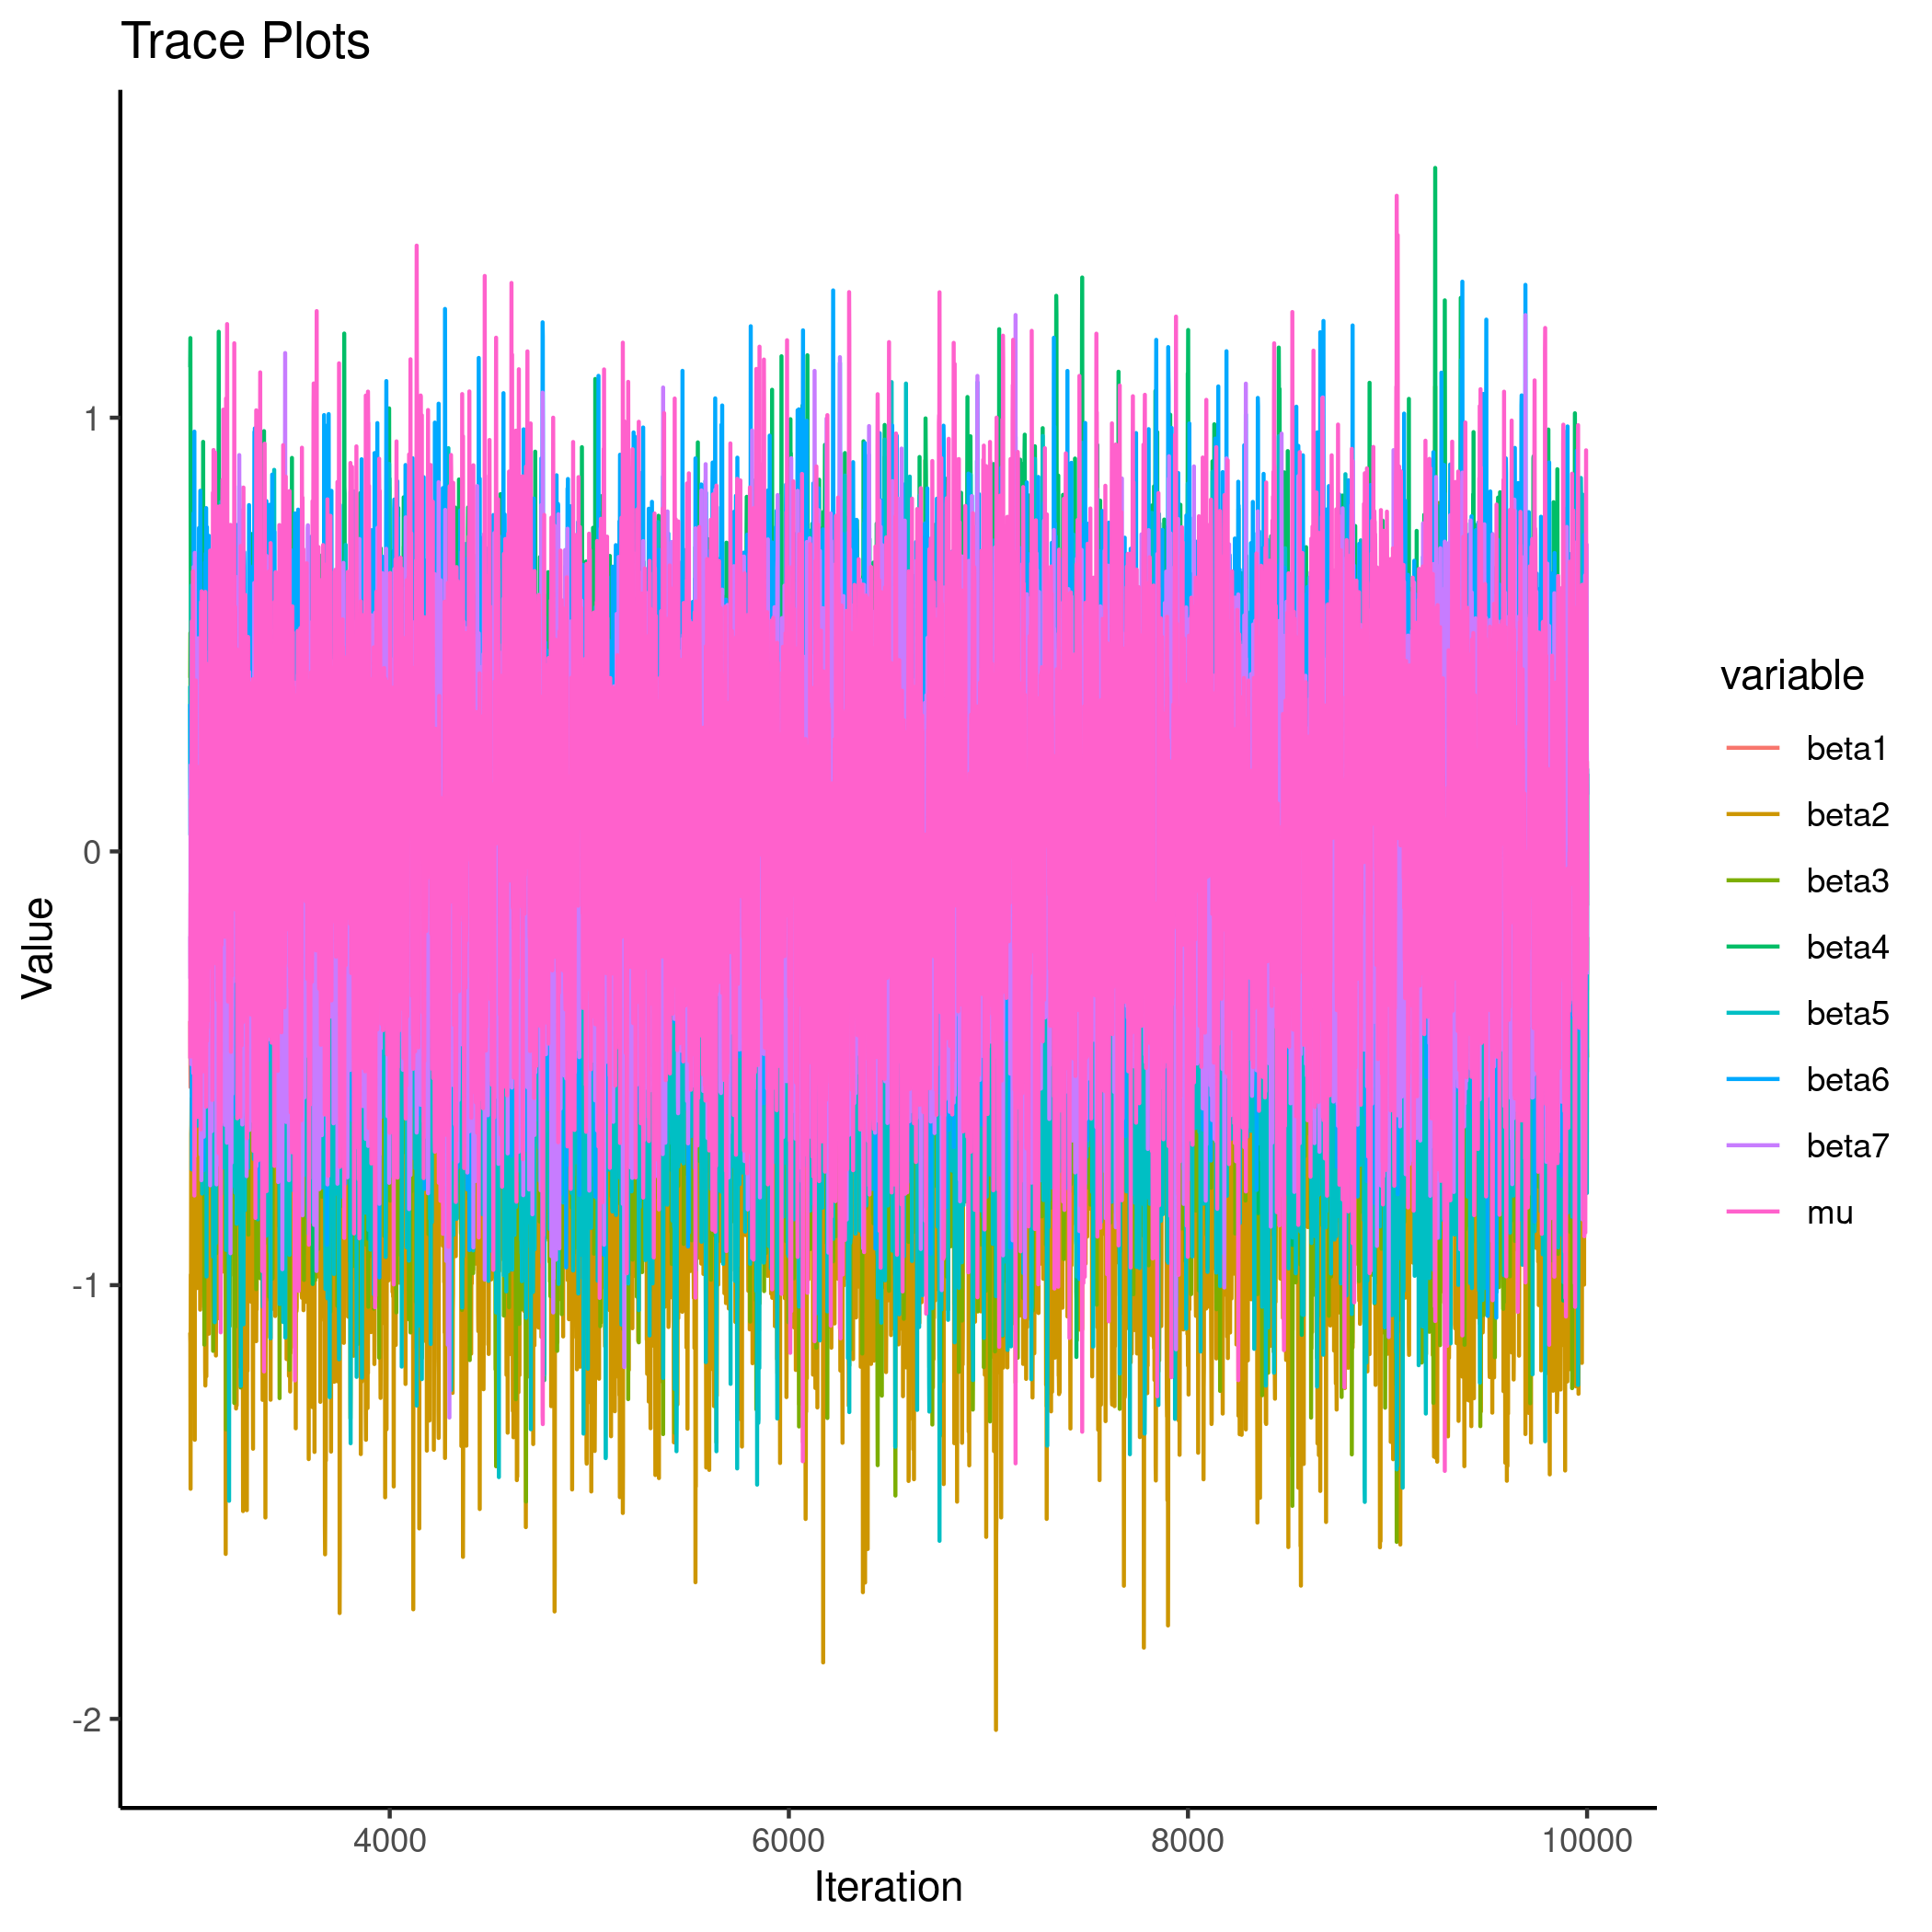 Trace Plots
Value
1
0
-1
-2
4000
6000
8000
10000
Iteration
variable
beta1
beta2
beta3
beta4
beta5
beta6
beta7
mu